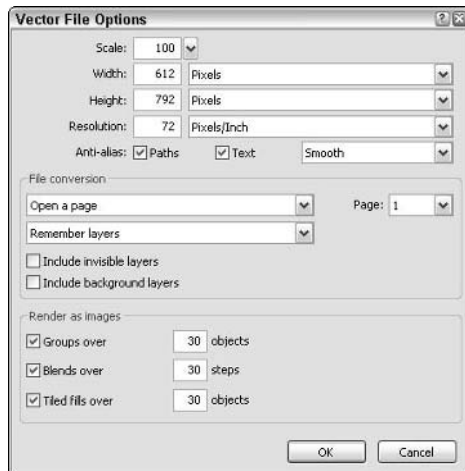 Vector File Options
Scale: 100
Width: 612 Pixels
Height: 792 Pixels
Resolution: 72 Pixels/Inch
Anti-alias: Paths Text Smooth
File conversion
Open a page Page: 1
Remember layers
Include invisible layers
Include background layers
Render as images
Groups over 30 objects
Blends over 30 steps
Tiled fills over 30 objects
OK Cancel